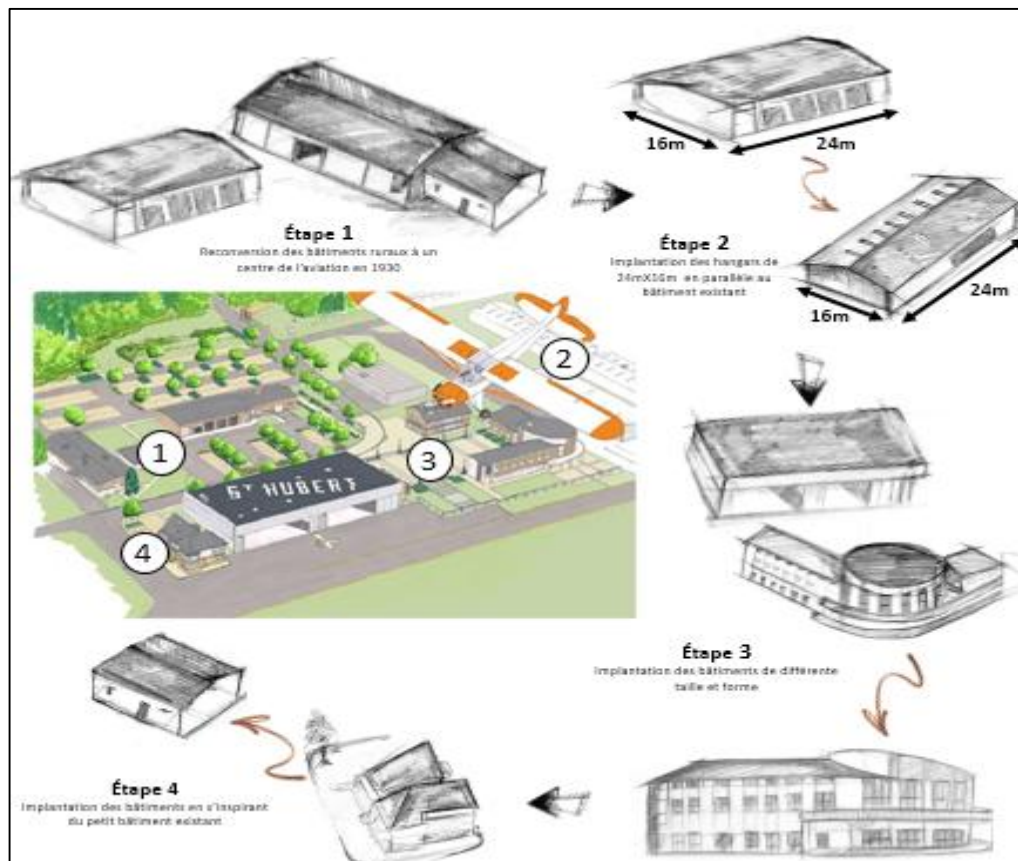 16m
24m
Étape 1
Reconversion des bâtiments ruraux à un
centre de l'aviation en 1930
Étape 2
Implantation des hangars de
24mX16m en parallèle au
bâtiment existant
16m
24m
2
1
3
ST HUBERT
4
Étape 3
Implantation des bâtiments de différente
taille et forme
Étape 4
Implantation des bâtiments en s'inspirant
du petit bâtiment existant